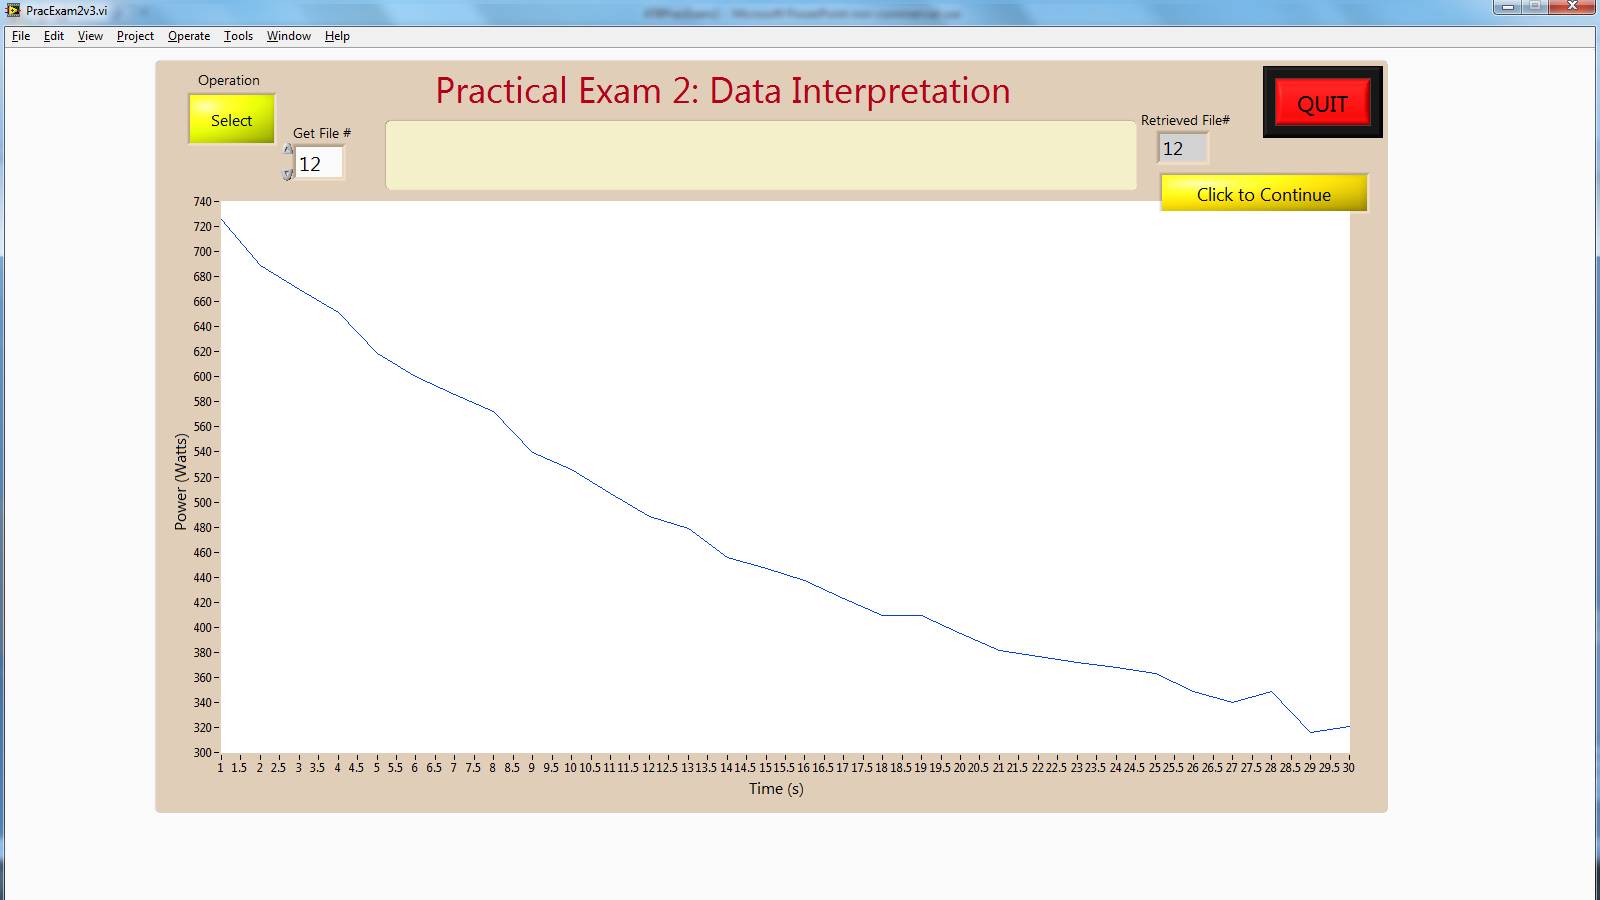 PracExam2v3.vi
File Edit View Project Operate Tools Window Help
Operation
Select
Get File #
12
Practical Exam 2: Data Interpretation
Retrieved File#
12
QUIT
Click to Continue
740
720
700
680
660
640
620
600
580
560
540
520
500
480
460
440
420
400
380
360
340
320
300
Power (Watts)
1 1.5 2 2.5 3 3.5 4 4.5 5 5.5 6 6.5 7 7.5 8 8.5 9 9.5 10 10.5 11 11.5 12 12.5 13 13.5 14 14.5 15 15.5 16 16.5 17 17.5 18 18.5 19 19.5 20 20.5 21 21.5 22 22.5 23 23.5 24 24.5 25 25.5 26 26.5 27 27.5 28 28.5 29 29.5 30
Time (s)